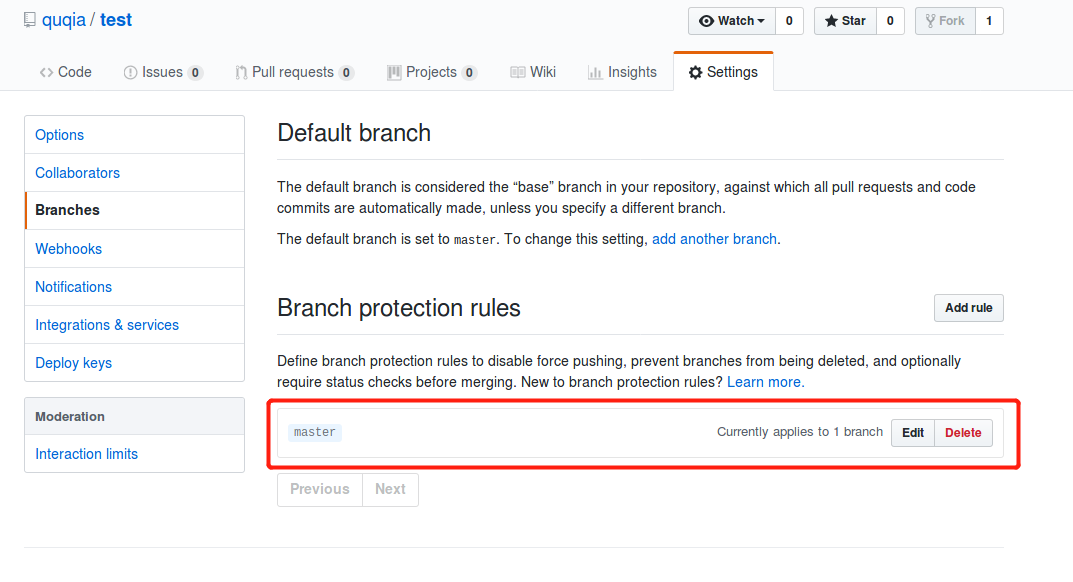 quqia / test
Watch 0 Star 0 Fork 1
Code Issues 0 Pull requests 0 Projects 0 Wiki Insights Settings
Options
Collaborators
Branches
Webhooks
Notifications
Integrations & services
Deploy keys
Moderation
Interaction limits
Default branch
The default branch is considered the “base” branch in your repository, against which all pull requests and code
commits are automatically made, unless you specify a different branch.
The default branch is set to master. To change this setting, add another branch.
Branch protection rules
Add rule
Define branch protection rules to disable force pushing, prevent branches from being deleted, and optionally
require status checks before merging. New to branch protection rules? Learn more.
master Currently applies to 1 branch Edit Delete
Previous Next